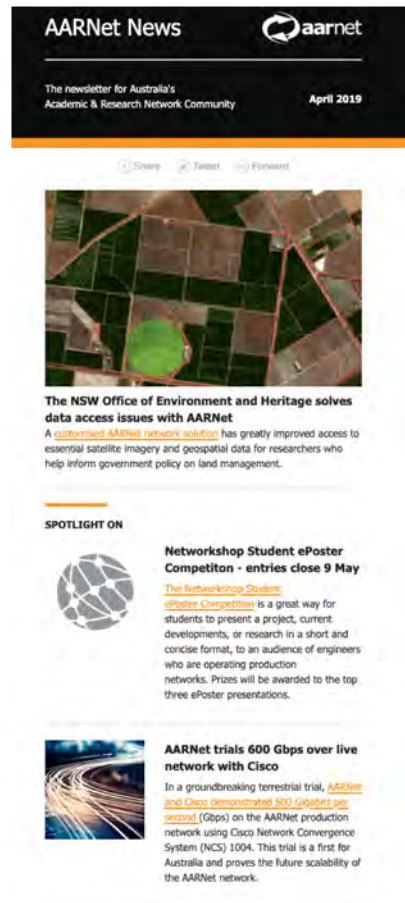 AARNet News
aarnet
The newsletter for Australia's
Academic & Research Network Community
April 2019
Share Tweet Forward
The NSW Office of Environment and Heritage solves
data access issues with AARNet
A customised AARNet network solution has greatly improved access to
essential satellite imagery and geospatial data for researchers who
help inform government policy on land management.
SPOTLIGHT ON
Networkshop Student ePoster
Competiton - entries close 9 May
The Networkshop Student
ePoster Competition is a great way for
students to present a project, current
developments, or research in a short and
concise format, to an audience of engineers
who are operating production
networks. Prizes will be awarded to the top
three ePoster presentations.
AARNet trials 600 Gbps over live
network with Cisco
In a groundbreaking terrestrial trial, AARNet
and Cisco demonstrated 600 Gigabits per
second (Gbps) on the AARNet production
network using Cisco Network Convergence
System (NCS) 1004. This trial is a first for
Australia and proves the future scalability of
the AARNet network.